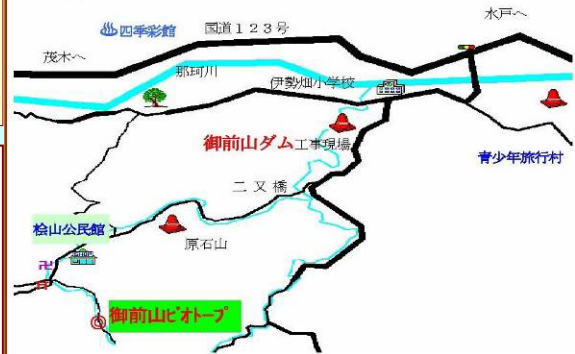 水戸へ
四季彩館
国道１２３号
茂木へ
那珂川
伊勢畑小学校
御前山ダム工事現場
青少年旅行村
二又橋
桧山公民館
原石山
御前山ﾋﾞｵﾄｰﾌﾟ